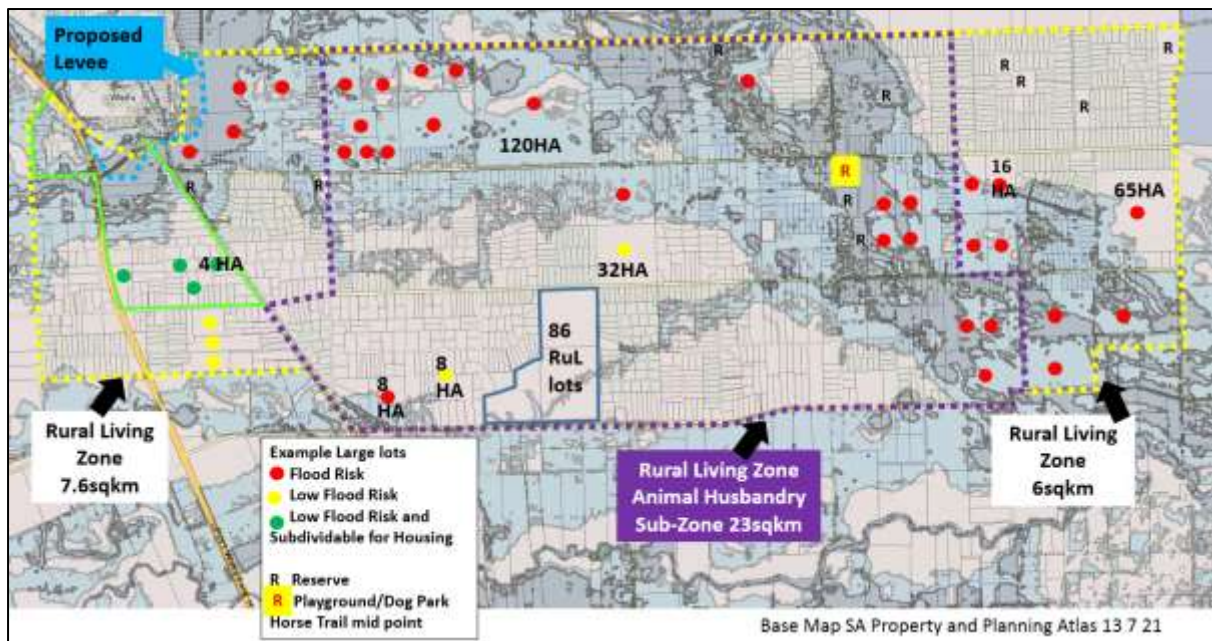 Proposed
Levee
R
R
R
R
R
R
120HA
R
R
16
HA
65HA
R
R
R
4 HA
32HA
86
RuL
lots
8
HA
8
HA
Rural Living
Zone
7.6sqkm
Example Large lots
Flood Risk
Low Flood Risk
Low Flood Risk and
Subdividable for Housing
R Reserve
R Playground/Dog Park
Horse Trail mid point
Rural Living Zone
Animal Husbandry
Sub-Zone 23sqkm
Rural Living
Zone
6sqkm
Base Map SA Property and Planning Atlas 13 7 21